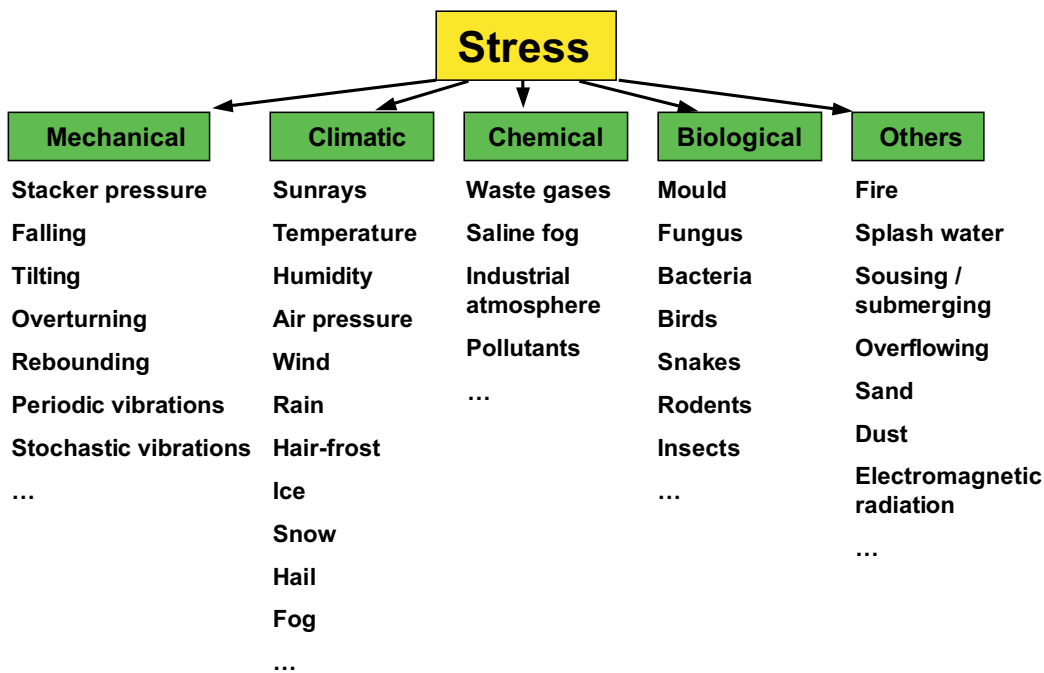 Stress
Mechanical
Stacker pressure
Falling
Tilting
Overturning
Rebounding
Periodic vibrations
Stochastic vibrations
…
Climatic
Sunrays
Temperature
Humidity
Air pressure
Wind
Rain
Hair-frost
Ice
Snow
Hail
Fog
…
Chemical
Waste gases
Saline fog
Industrial
atmosphere
Pollutants
…
Biological
Mould
Fungus
Bacteria
Birds
Snakes
Rodents
Insects
…
Others
Fire
Splash water
Sousing /
submerging
Overflowing
Sand
Dust
Electromagnetic
radiation
…